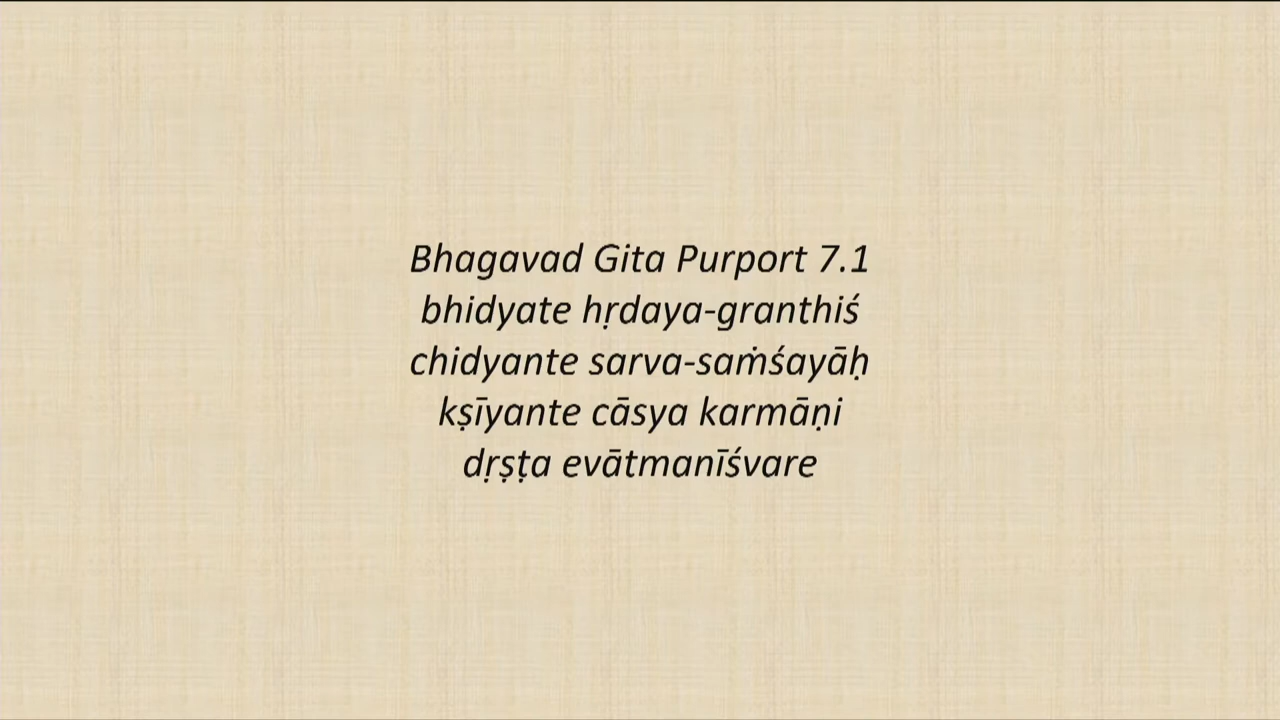 Bhagavad Gita Purport 7.1
bhidyate hṛdaya-granthiś
chidyante sarva-saṁśayāḥ
kṣīyante cāsya karmāṇi
dṛṣṭa evātmanīśvare